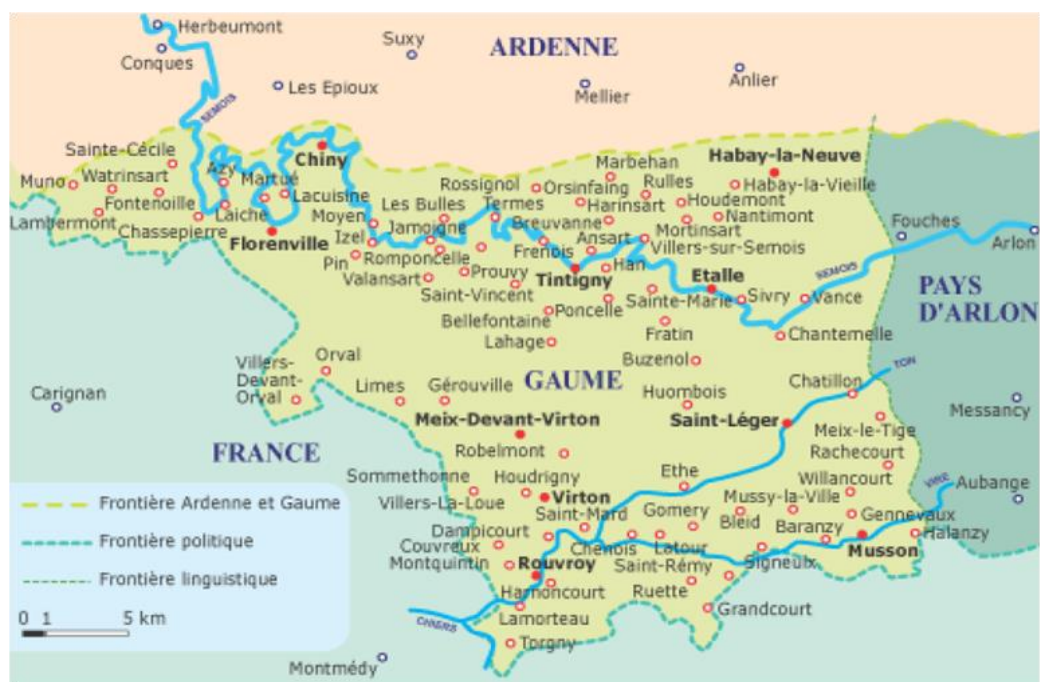 Herbeumont
Suxy
ARDENNE
Conques
Anlier
Les Epioux
Mellier
SEMOIS
Chiny
Sainte-Cécile
Marbehan
Habay-la-Neuve
Muno
Watrinsart
Azy
Martué
Lacuisine
Rossignol
Orsinfaing
Rulles
Habay-la-Vieille
Fontenoille
Les Bulles
Termes
Harinsart
Houdemont
Lambermont
Laiche
Moyen
Breuvanne
Nantimont
Chassepierre
Jamoigne
Mortinsart
Fouches
Florenville
Izel
Ansart
Villers-sur-Semois
Arlon
Pin
Romponcelle
Frenois
Han
Etalle
SEMOIS
Valansart
Prouvy
Tintigny
PAYS
D'ARLON
Saint-Vincent
Sainte-Marie
Sivry
Vance
Bellefontaine
Poncelle
Fratin
Chantemelle
Lahage
Villers-
Devant-
Orval
Orval
Buzenol
TON
Carignan
Limes
Gérouville
GAUME
Huombois
Chatillon
Messancy
Meix-Devant-Virton
Saint-Léger
Meix-le-Tige
FRANCE
Robelmont
Rachecourt
Sommethonne
Houdrigny
Ethe
Willancourt
VIRE
Aubange
Frontière Ardenne et Gaume
Villers-La-Loue
Virton
Mussy-la-Ville
Saint-Mard
Gomery
Bleid
Gennevaux
Dampicourt
Baranzy
Halanzy
Frontière politique
Couvreux
Chenois
Latour
Musson
Montquintin
Rouvroy
Saint-Rémy
Signeulx
Frontière linguistique
Harnoncourt
Ruette
0 1 5 km
CHIERS
Lamorteau
Grandcourt
Torgny
Montmédy